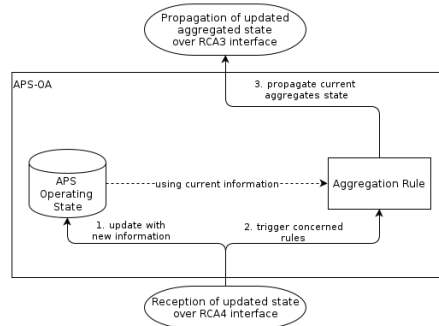 Propagation of updated
aggregated state
over RCA3 interface
APS-OA
3. propagate current
aggregates state
APS
Operating
State
using current information
Aggregation Rule
1. update with
new information
2. trigger concerned
rules
Reception of updated state
over RCA4 interface